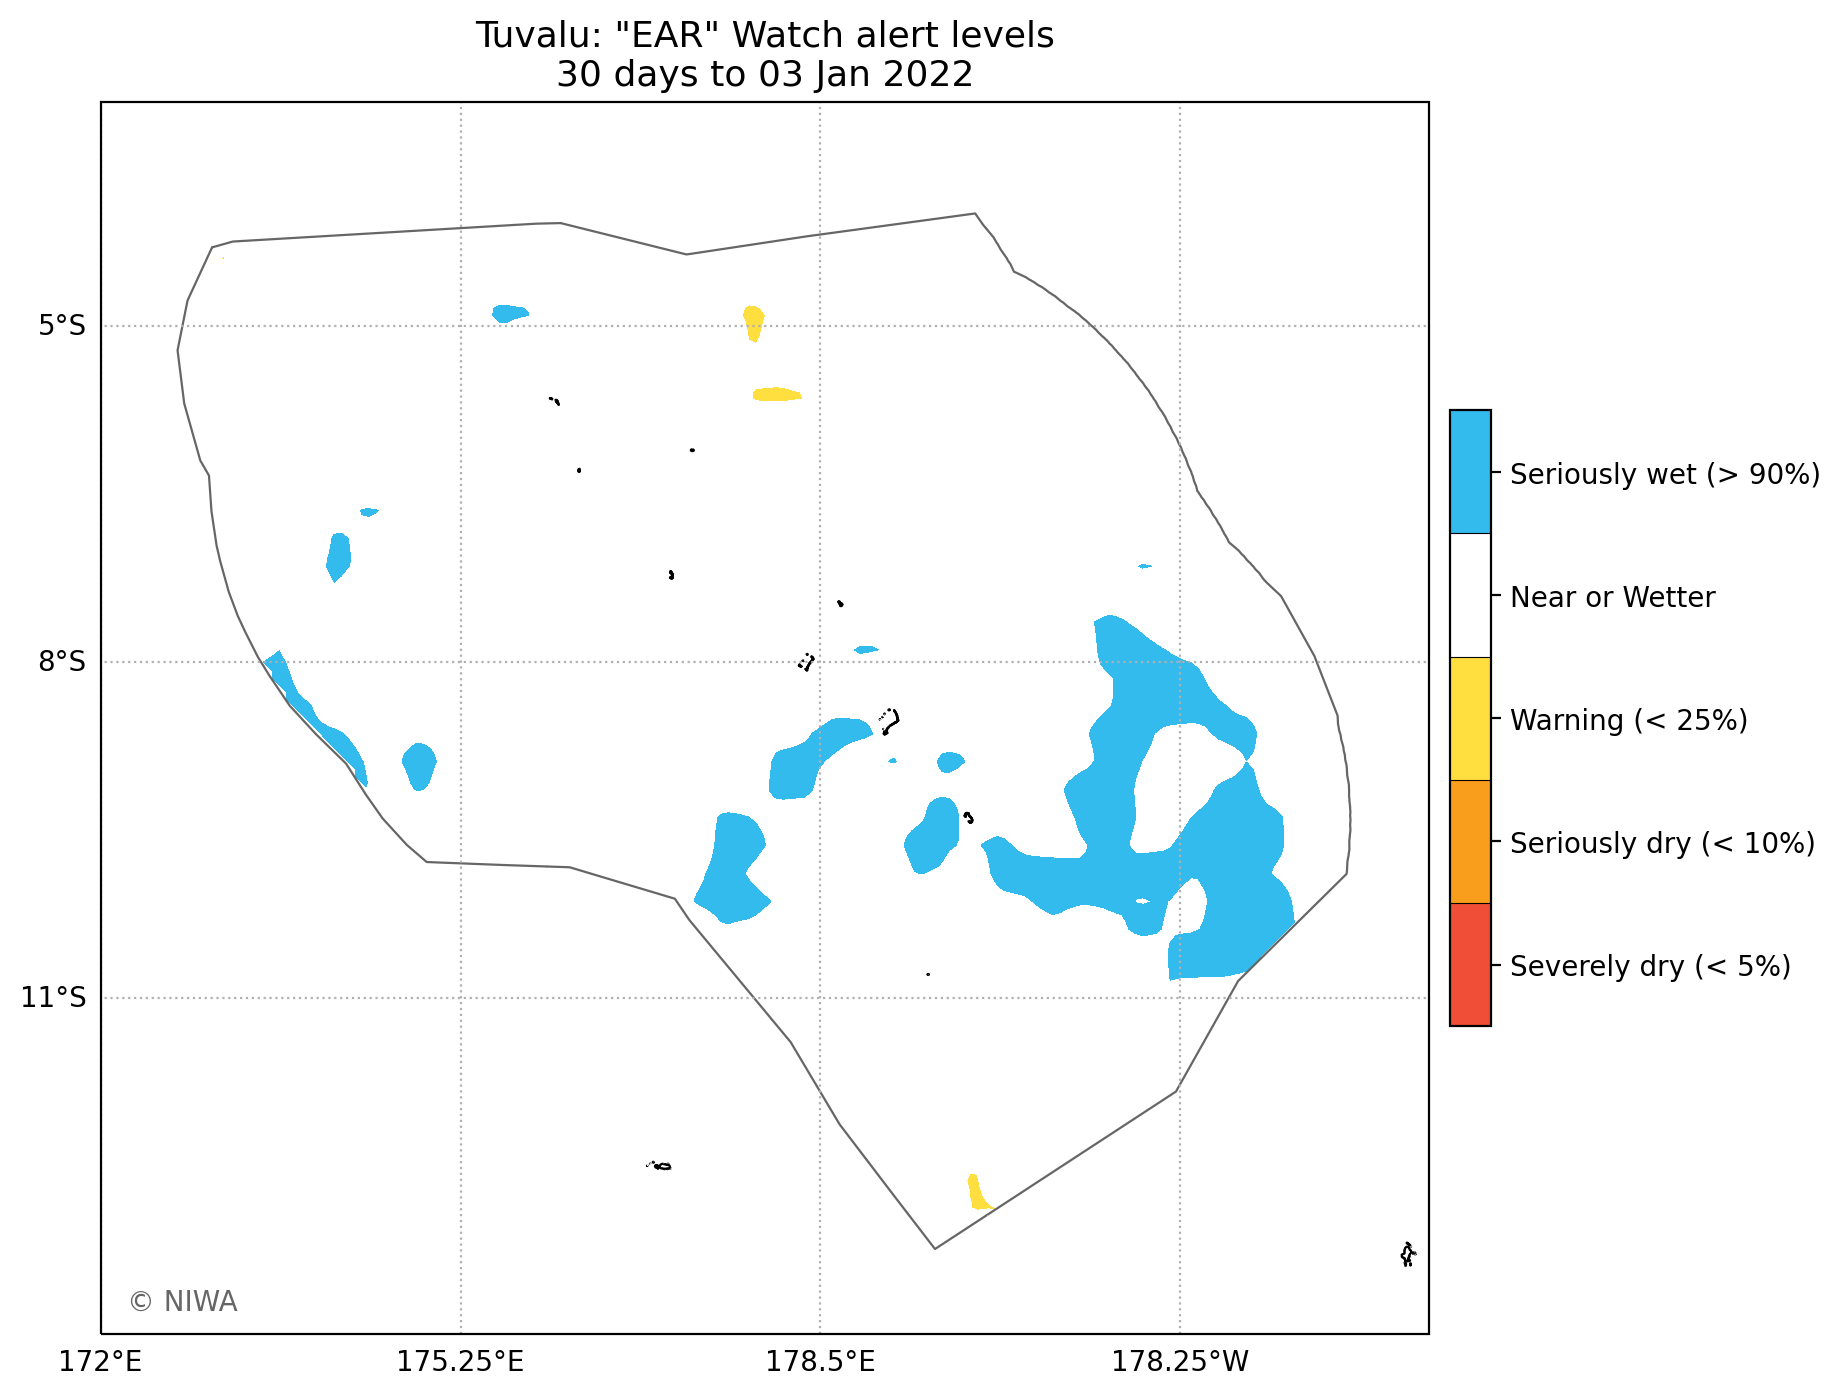 Tuvalu: "EAR" Watch alert levels
30 days to 03 Jan 2022
5°S
8°S
11°S
172°E
175.25°E
178.5°E
178.25°W
Seriously wet (> 90%)
Near or Wetter
Warning (< 25%)
Seriously dry (< 10%)
Severely dry (< 5%)
© NIWA